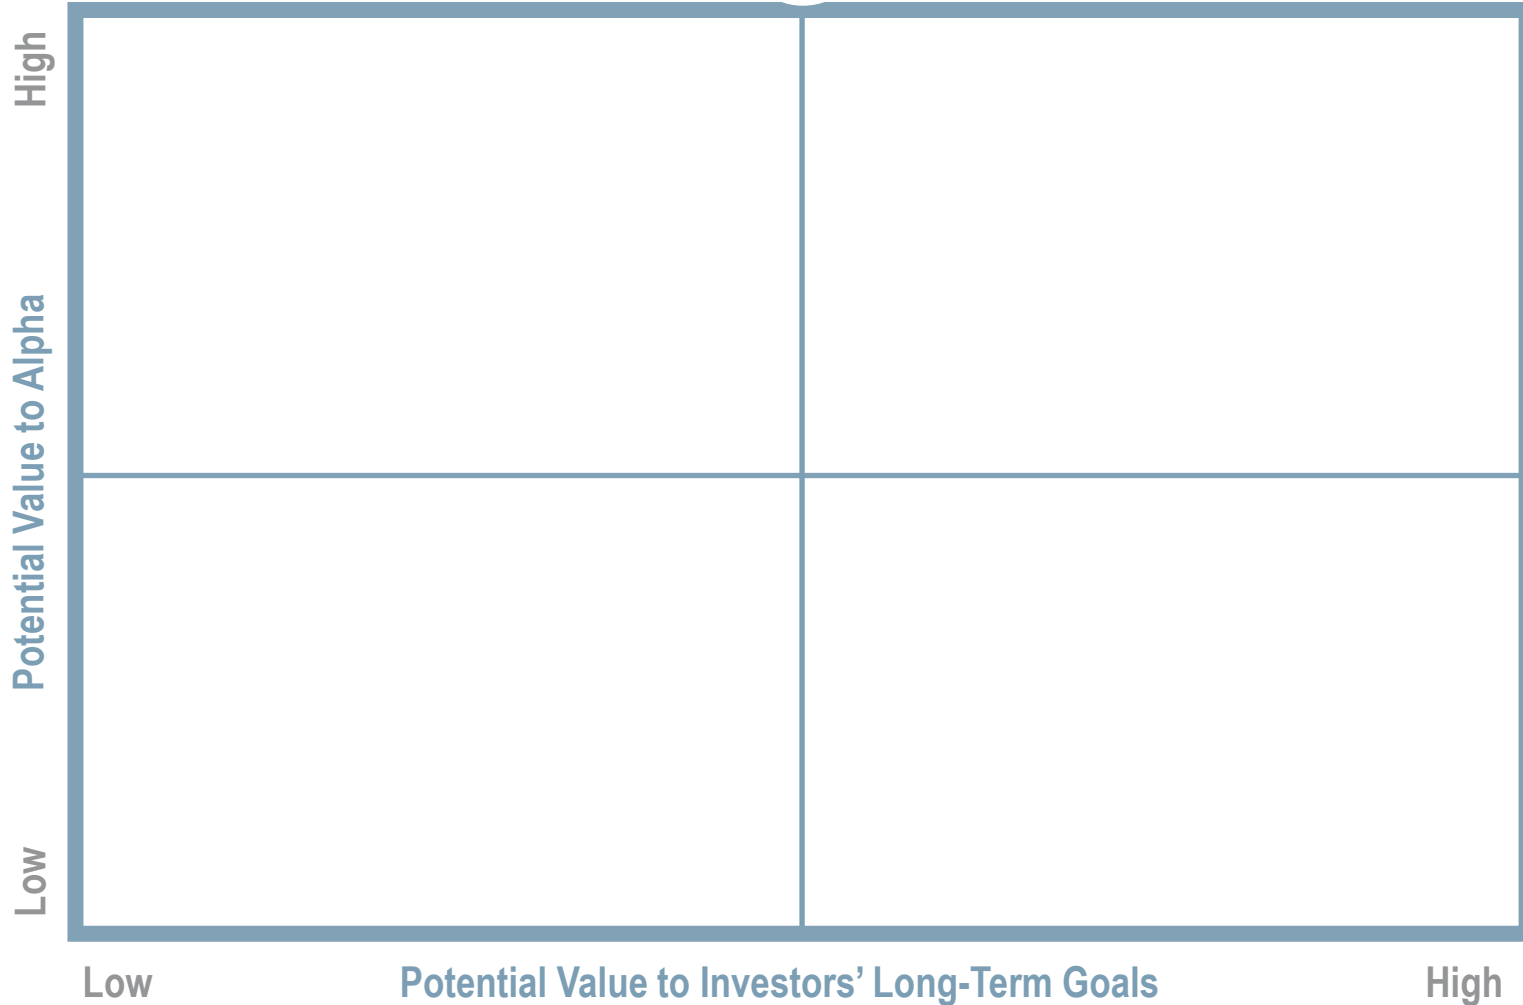 High
Potential Value to Alpha
Low
Low
Potential Value to Investors’ Long-Term Goals
High